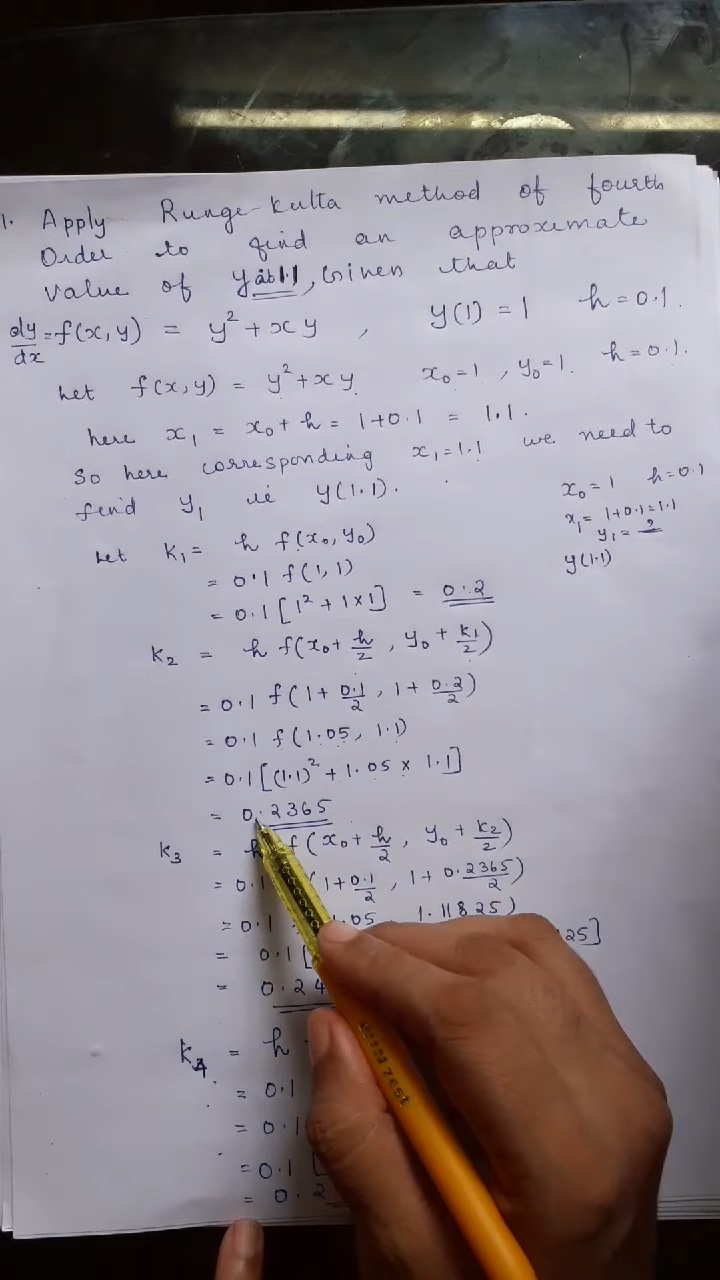 1. Apply Runge-Kulta method of fourth
Order to find an approximate
value of y at 1.1, Given that
dy/dx = f(x, y) = y² + xy , y(1) = 1 h = 0.1.
Let f(x, y) = y² + xy x₀ = 1 , y₀ = 1. h = 0.1.
here x₁ = x₀ + h = 1 + 0.1 = 1.1.
So here corresponding x₁ = 1.1 we need to
find y₁ ie y(1.1).
x₀ = 1 h = 0.1
x₁ = 1 + 0.1 = 1.1
y₁ = ?
y(1.1)
Let K₁ = h f(x₀, y₀)
= 0.1 f(1, 1)
= 0.1 [1² + 1 × 1] = 0.2
K₂ = h f(x₀ + h/2 , y₀ + K₁/2)
= 0.1 f(1 + 0.1/2 , 1 + 0.2/2)
= 0.1 f(1.05, 1.1)
= 0.1 [(1.1)² + 1.05 × 1.1]
= 0.2365
K₃ = h f(x₀ + h/2 , y₀ + K₂/2)
= 0.1 (1 + 0.1/2 , 1 + 0.2365/2)
= 0.1 1.05 , 1.11825)
= 0.1 [ 25]
= 0.24
K₄ = h
= 0.1
= 0.1
= 0.1 [
= 0.2